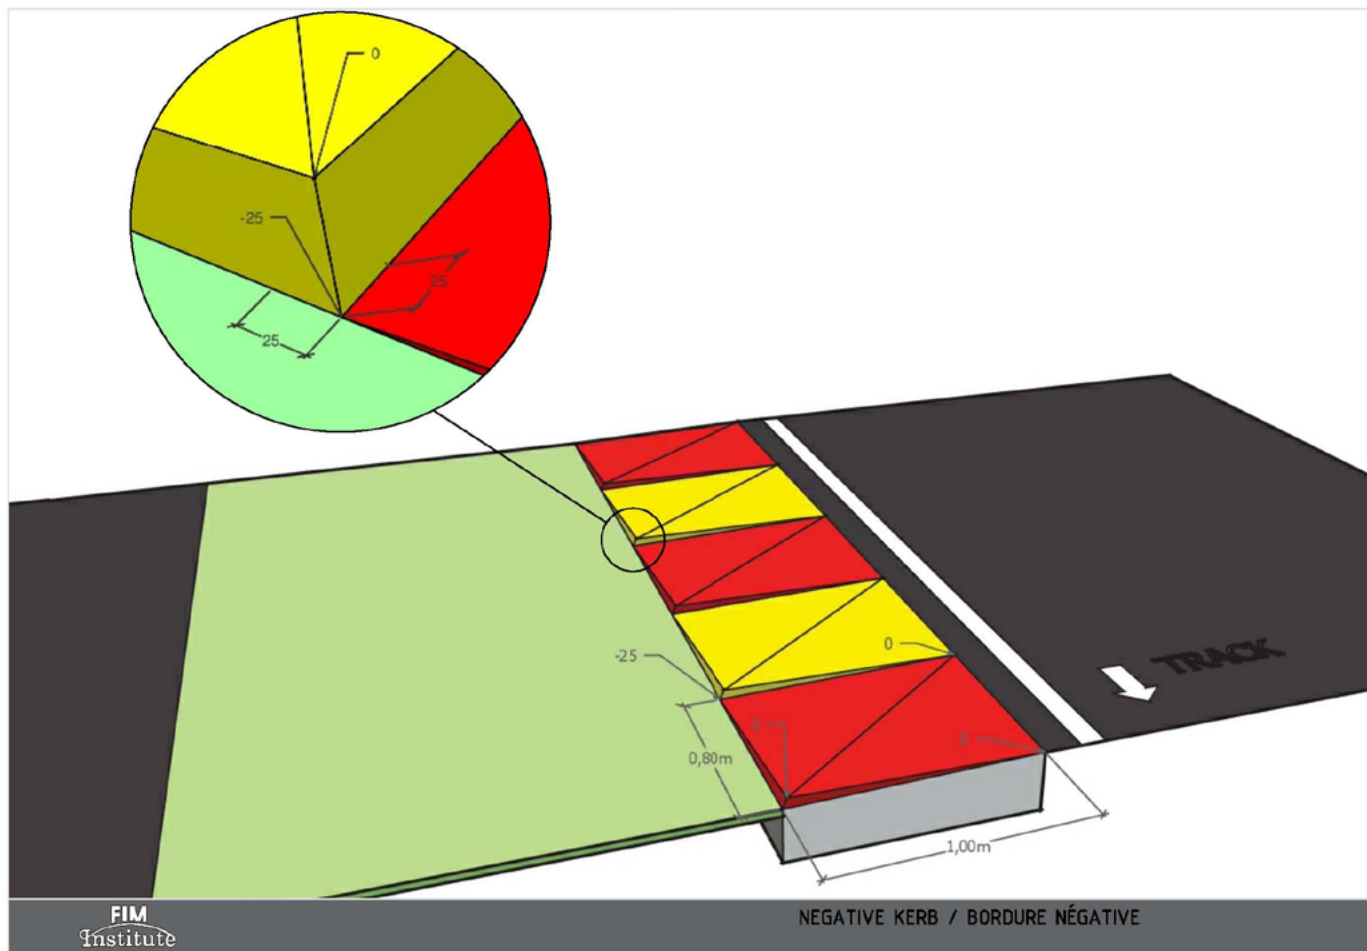 0
-25
25
25
0
-25
0
0
0,80m
1,00m
TRACK
FIM
Institute
NEGATIVE KERB / BORDURE NÉGATIVE